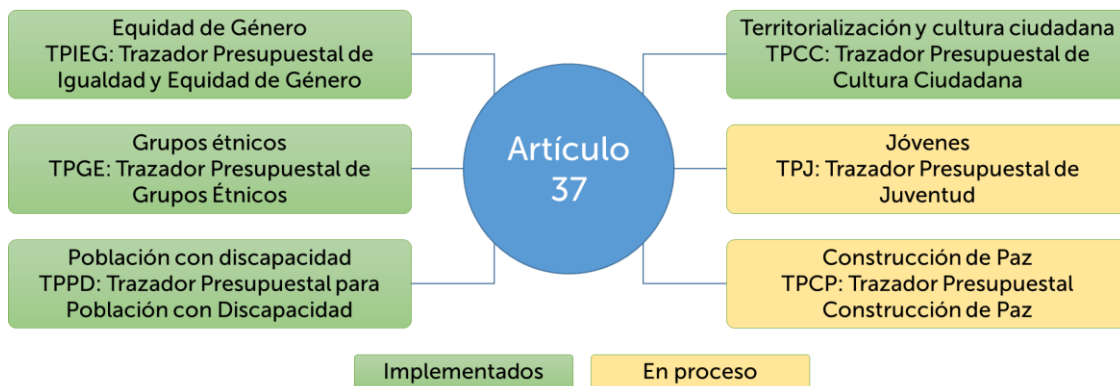 Equidad de Género
TPIEG: Trazador Presupuestal de
Igualdad y Equidad de Género
Grupos étnicos
TPGE: Trazador Presupuestal de
Grupos Étnicos
Población con discapacidad
TPPD: Trazador Presupuestal para
Población con Discapacidad
Artículo
37
Territorialización y cultura ciudadana
TPCC: Trazador Presupuestal de
Cultura Ciudadana
Jóvenes
TPJ: Trazador Presupuestal de
Juventud
Construcción de Paz
TPCP: Trazador Presupuestal
Construcción de Paz
Implementados
En proceso